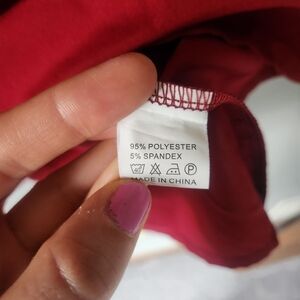 95% POLYESTER
5% SPANDEX
MADE IN CHINA